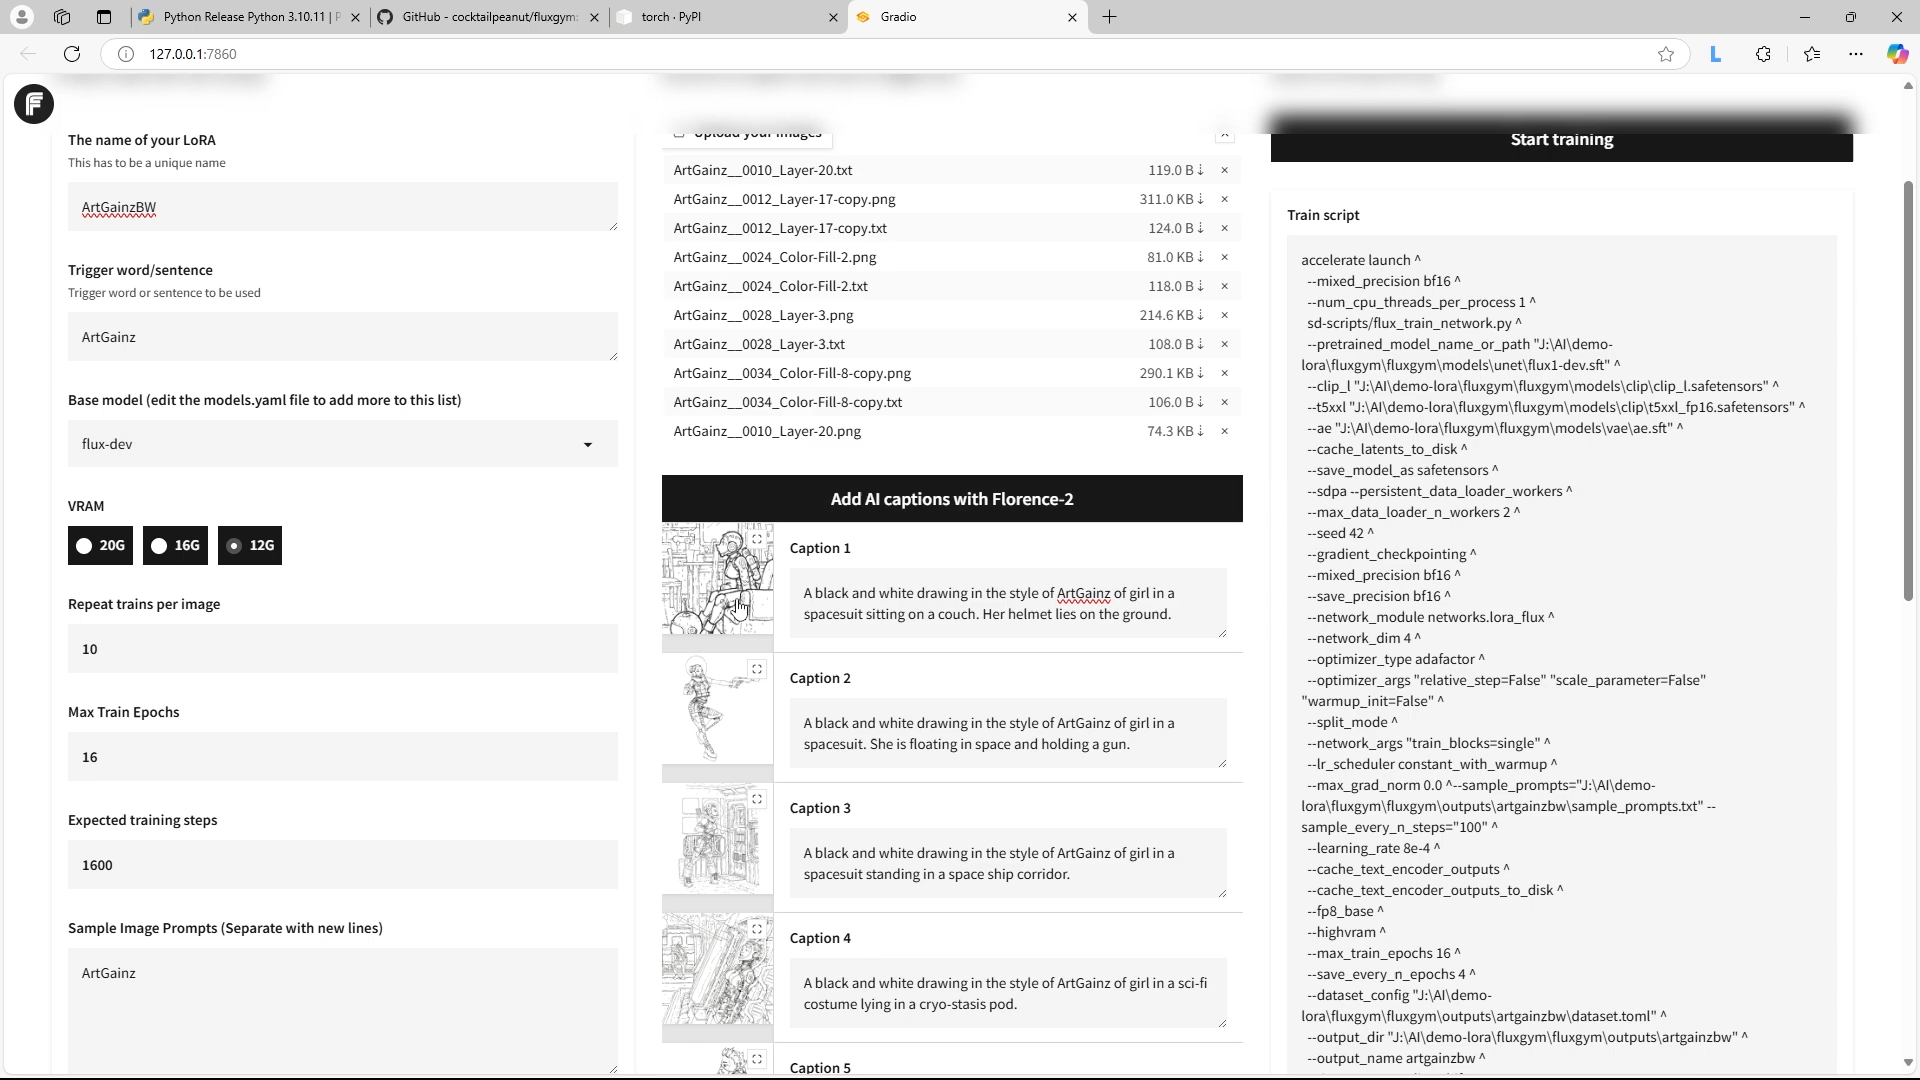 Python Release Python 3.10.11 | P
GitHub - cocktailpeanut/fluxgym:
torch · PyPI
Gradio
127.0.0.1:7860
The name of your LoRA
This has to be a unique name
ArtGainzBW
Trigger word/sentence
Trigger word or sentence to be used
ArtGainz
Base model (edit the models.yaml file to add more to this list)
flux-dev
VRAM
20G
16G
12G
Repeat trains per image
10
Max Train Epochs
16
Expected training steps
1600
Sample Image Prompts (Separate with new lines)
ArtGainz
Upload your images
ArtGainz__0010_Layer-20.txt 119.0 B ⇣ ×
ArtGainz__0012_Layer-17-copy.png 311.0 KB ⇣ ×
ArtGainz__0012_Layer-17-copy.txt 124.0 B ⇣ ×
ArtGainz__0024_Color-Fill-2.png 81.0 KB ⇣ ×
ArtGainz__0024_Color-Fill-2.txt 118.0 B ⇣ ×
ArtGainz__0028_Layer-3.png 214.6 KB ⇣ ×
ArtGainz__0028_Layer-3.txt 108.0 B ⇣ ×
ArtGainz__0034_Color-Fill-8-copy.png 290.1 KB ⇣ ×
ArtGainz__0034_Color-Fill-8-copy.txt 106.0 B ⇣ ×
ArtGainz__0010_Layer-20.png 74.3 KB ⇣ ×
Add AI captions with Florence-2
Caption 1
A black and white drawing in the style of ArtGainz of girl in a
spacesuit sitting on a couch. Her helmet lies on the ground.
Caption 2
A black and white drawing in the style of ArtGainz of girl in a
spacesuit. She is floating in space and holding a gun.
Caption 3
A black and white drawing in the style of ArtGainz of girl in a
spacesuit standing in a space ship corridor.
Caption 4
A black and white drawing in the style of ArtGainz of girl in a sci-fi
costume lying in a cryo-stasis pod.
Caption 5
Start training
Train script
accelerate launch ^
--mixed_precision bf16 ^
--num_cpu_threads_per_process 1 ^
sd-scripts/flux_train_network.py ^
--pretrained_model_name_or_path "J:\AI\demo-
lora\fluxgym\fluxgym\models\unet\flux1-dev.sft" ^
--clip_l "J:\AI\demo-lora\fluxgym\fluxgym\models\clip\clip_l.safetensors" ^
--t5xxl "J:\AI\demo-lora\fluxgym\fluxgym\models\clip\t5xxl_fp16.safetensors" ^
--ae "J:\AI\demo-lora\fluxgym\fluxgym\models\vae\ae.sft" ^
--cache_latents_to_disk ^
--save_model_as safetensors ^
--sdpa --persistent_data_loader_workers ^
--max_data_loader_n_workers 2 ^
--seed 42 ^
--gradient_checkpointing ^
--mixed_precision bf16 ^
--save_precision bf16 ^
--network_module networks.lora_flux ^
--network_dim 4 ^
--optimizer_type adafactor ^
--optimizer_args "relative_step=False" "scale_parameter=False"
"warmup_init=False" ^
--split_mode ^
--network_args "train_blocks=single" ^
--lr_scheduler constant_with_warmup ^
--max_grad_norm 0.0 ^--sample_prompts="J:\AI\demo-
lora\fluxgym\fluxgym\outputs\artgainzbw\sample_prompts.txt" --
sample_every_n_steps="100" ^
--learning_rate 8e-4 ^
--cache_text_encoder_outputs ^
--cache_text_encoder_outputs_to_disk ^
--fp8_base ^
--highvram ^
--max_train_epochs 16 ^
--save_every_n_epochs 4 ^
--dataset_config "J:\AI\demo-
lora\fluxgym\fluxgym\outputs\artgainzbw\dataset.toml" ^
--output_dir "J:\AI\demo-lora\fluxgym\fluxgym\outputs\artgainzbw" ^
--output_name artgainzbw ^